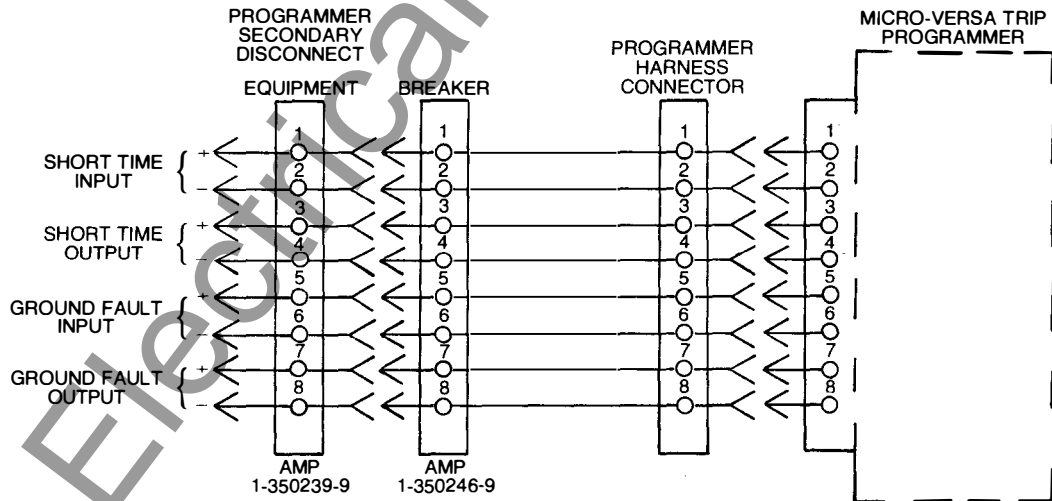 PROGRAMMER
SECONDARY
DISCONNECT
EQUIPMENT
BREAKER
PROGRAMMER
HARNESS
CONNECTOR
MICRO-VERSA TRIP
PROGRAMMER
SHORT TIME
INPUT
+
−
SHORT TIME
OUTPUT
+
−
GROUND FAULT
INPUT
+
−
GROUND FAULT
OUTPUT
+
−
1 1 1 1
2 2 2 2
3 3 3 3
4 4 4 4
5 5 5 5
6 6 6 6
7 7 7 7
8 8 8 8
AMP
1-350239-9
AMP
1-350246-9
Electrical